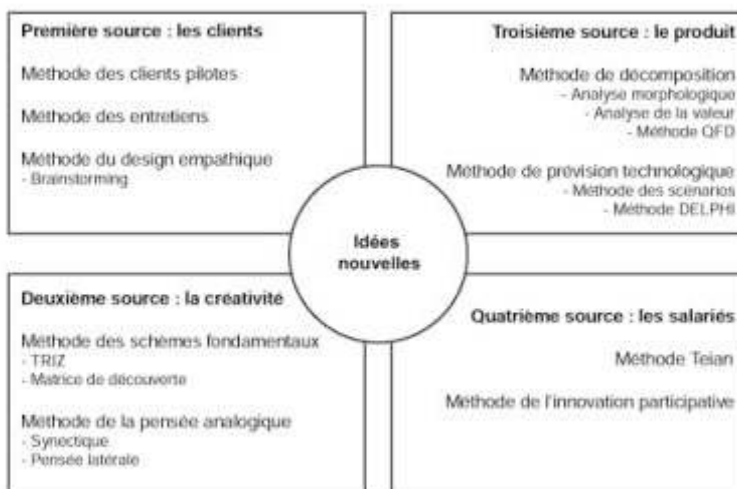 Première source : les clients
Méthode des clients pilotes
Méthode des entretiens
Méthode du design empathique
- Brainstorming
Troisième source : le produit
Méthode de décomposition
- Analyse morphologique
- Analyse de la valeur
- Méthode QFD
Méthode de prévision technologique
- Méthode des scénarios
- Méthode DELPHI
Idées
nouvelles
Deuxième source : la créativité
Méthode des schèmes fondamentaux
- TRIZ
- Matrice de découverte
Méthode de la pensée analogique
- Synectique
- Pensée latérale
Quatrième source : les salariés
Méthode Teian
Méthode de l'innovation participative